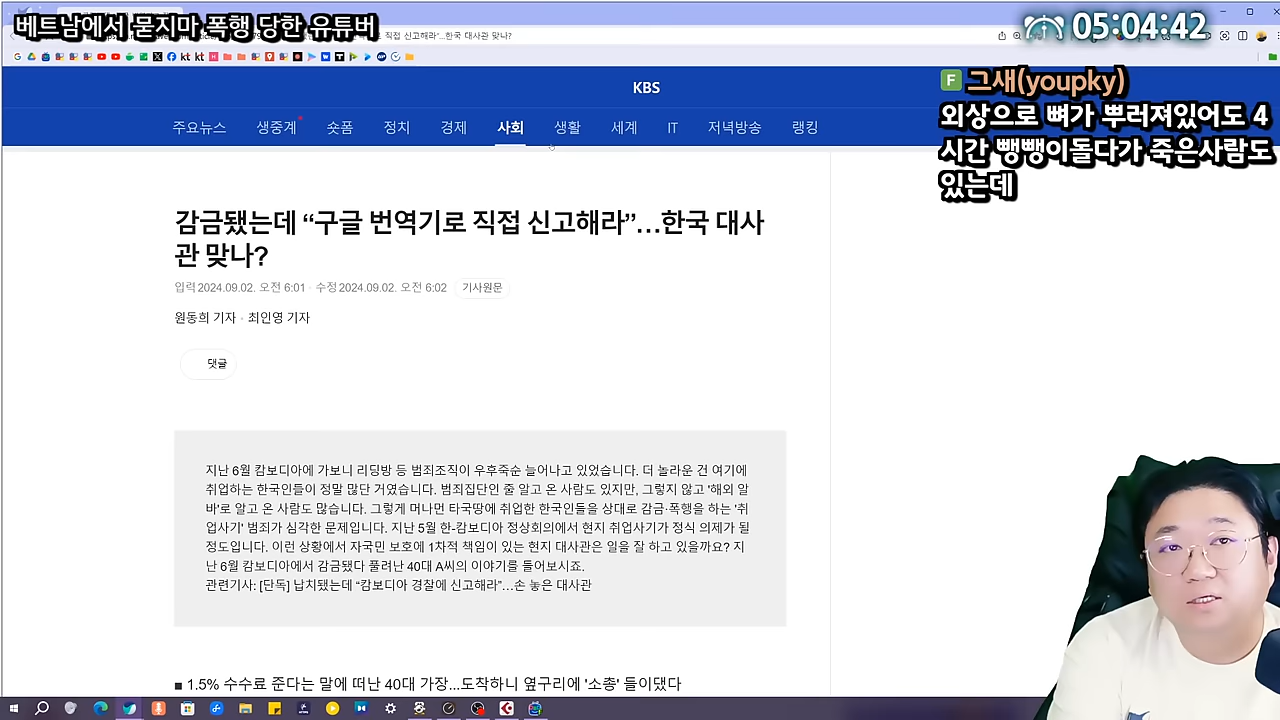 베트남에서 묻지마 폭행 당한 유튜버
직접 신고해라"...한국 대사관 맞나?
05:04:42
KBS
주요뉴스 생중계 숏폼 정치 경제 사회 생활 세계 IT 저녁방송 랭킹
F 그새(youpky)
외상으로 뼈가 뿌러져있어도 4
시간 뺑뺑이돌다가 죽은사람도
있는데
감금됐는데 “구글 번역기로 직접 신고해라”…한국 대사
관 맞나?
입력 2024.09.02. 오전 6:01 · 수정 2024.09.02. 오전 6:02 기사원문
원동희 기자 · 최인영 기자
댓글
지난 6월 캄보디아에 가보니 리딩방 등 범죄조직이 우후죽순 늘어나고 있었습니다. 더 놀라운 건 여기에
취업하는 한국인들이 정말 많단 거였습니다. 범죄집단인 줄 알고 온 사람도 있지만, 그렇지 않고 '해외 알
바'로 알고 온 사람도 많습니다. 그렇게 머나먼 타국땅에 취업한 한국인들을 상대로 감금·폭행을 하는 '취
업사기' 범죄가 심각한 문제입니다. 지난 5월 한-캄보디아 정상회의에서 현지 취업사기가 정식 의제가 될
정도입니다. 이런 상황에서 자국민 보호에 1차적 책임이 있는 현지 대사관은 일을 잘 하고 있을까요? 지
난 6월 캄보디아에서 감금됐다 풀려난 40대 A씨의 이야기를 들어보시죠.
관련기사: [단독] 납치됐는데 “캄보디아 경찰에 신고해라”…손 놓은 대사관
■ 1.5% 수수료 준다는 말에 떠난 40대 가장...도착하니 옆구리에 '소총' 들이댔다